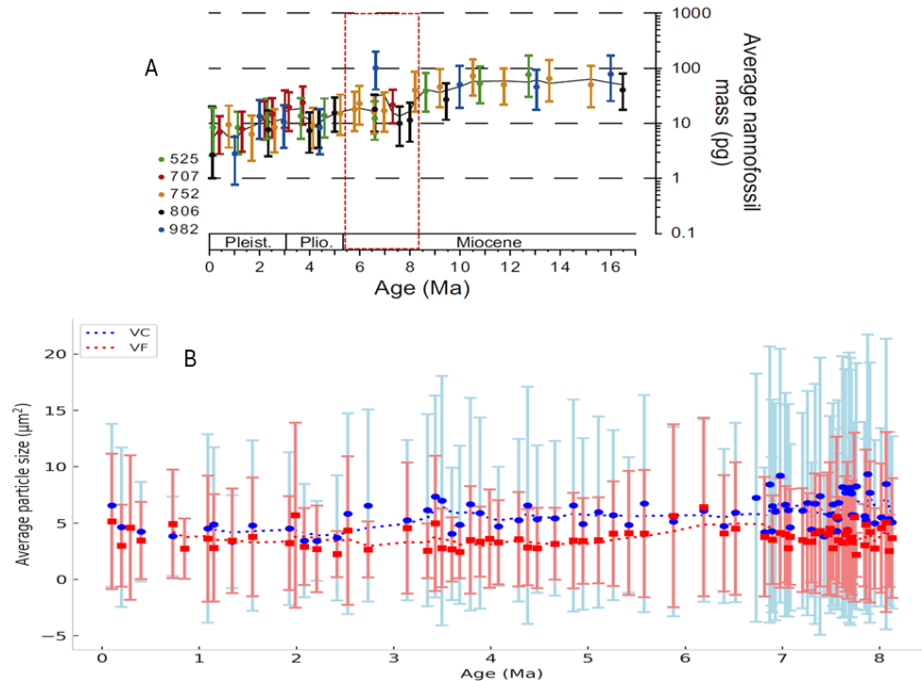 A
1000
100
10
1
0.1
Average nannofossil
mass (pg)
525
707
752
806
982
Pleist.
Plio.
Miocene
0 2 4 6 8 10 12 14 16
Age (Ma)
B
VC
VF
20
15
10
5
0
−5
Average particle size (μm²)
0 1 2 3 4 5 6 7 8
Age (Ma)